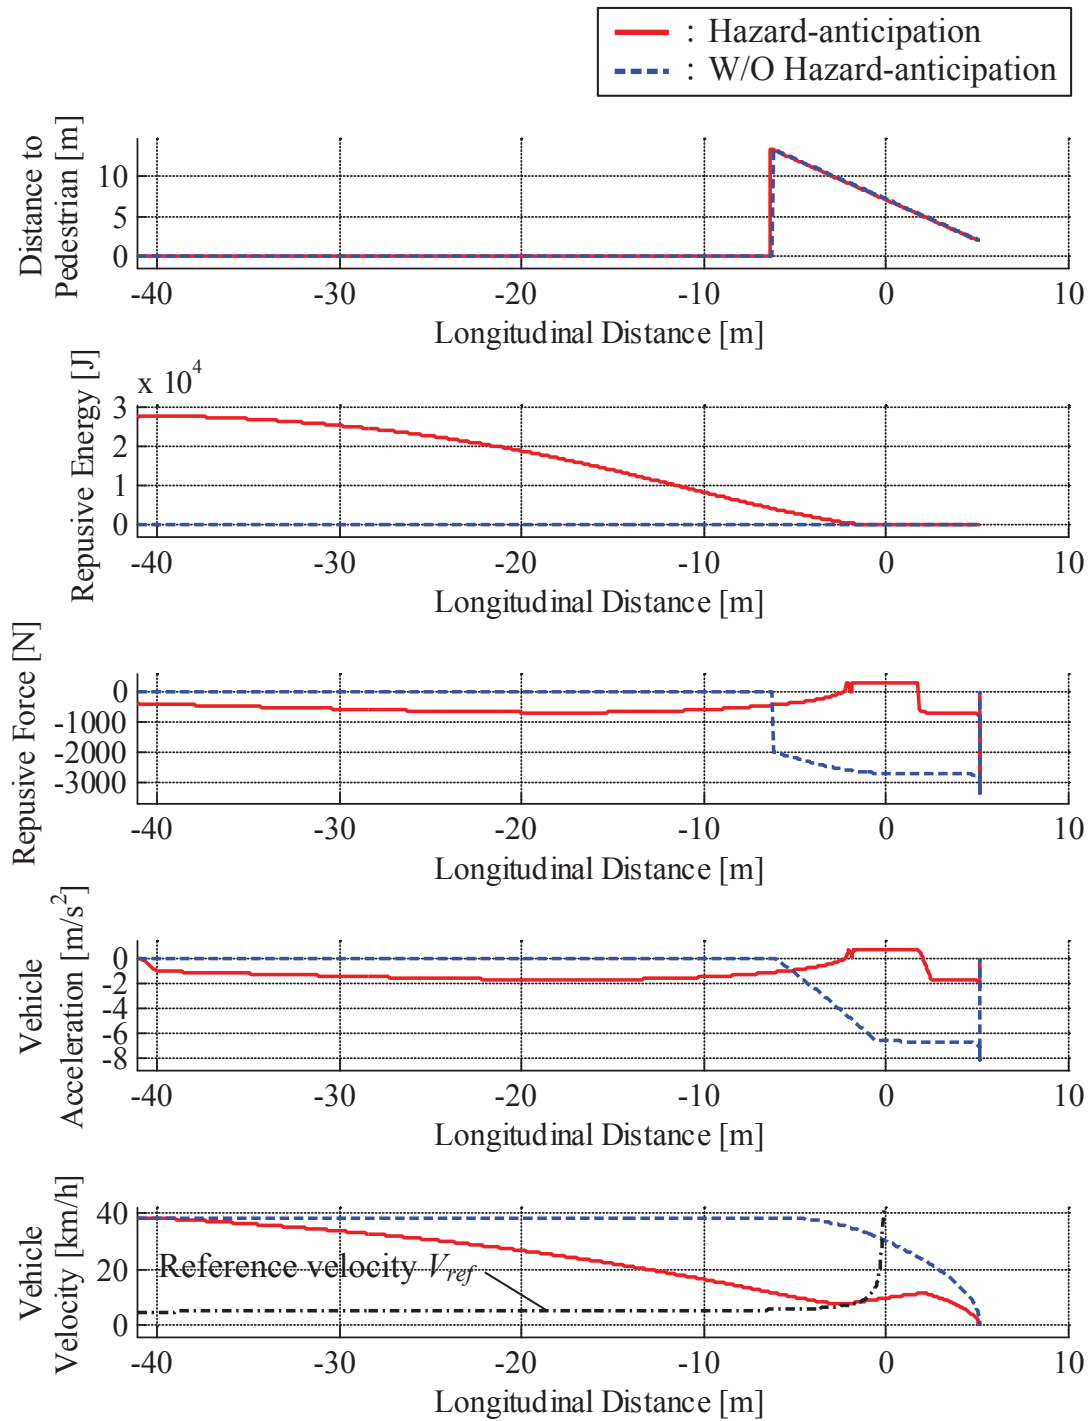 : Hazard-anticipation
: W/O Hazard-anticipation
Distance to
Pedestrian [m]
10
5
0
-40 -30 -20 -10 0 10
Longitudinal Distance [m]
Repusive Energy [J]
x 10^4
3
2
1
0
-40 -30 -20 -10 0 10
Longitudinal Distance [m]
Repusive Force [N]
0
-1000
-2000
-3000
-40 -30 -20 -10 0 10
Longitudinal Distance [m]
Vehicle
Acceleration [m/s^2]
0
-2
-4
-6
-8
-40 -30 -20 -10 0 10
Longitudinal Distance [m]
Vehicle
Velocity [km/h]
40
20
0
Reference velocity V_ref
-40 -30 -20 -10 0 10
Longitudinal Distance [m]